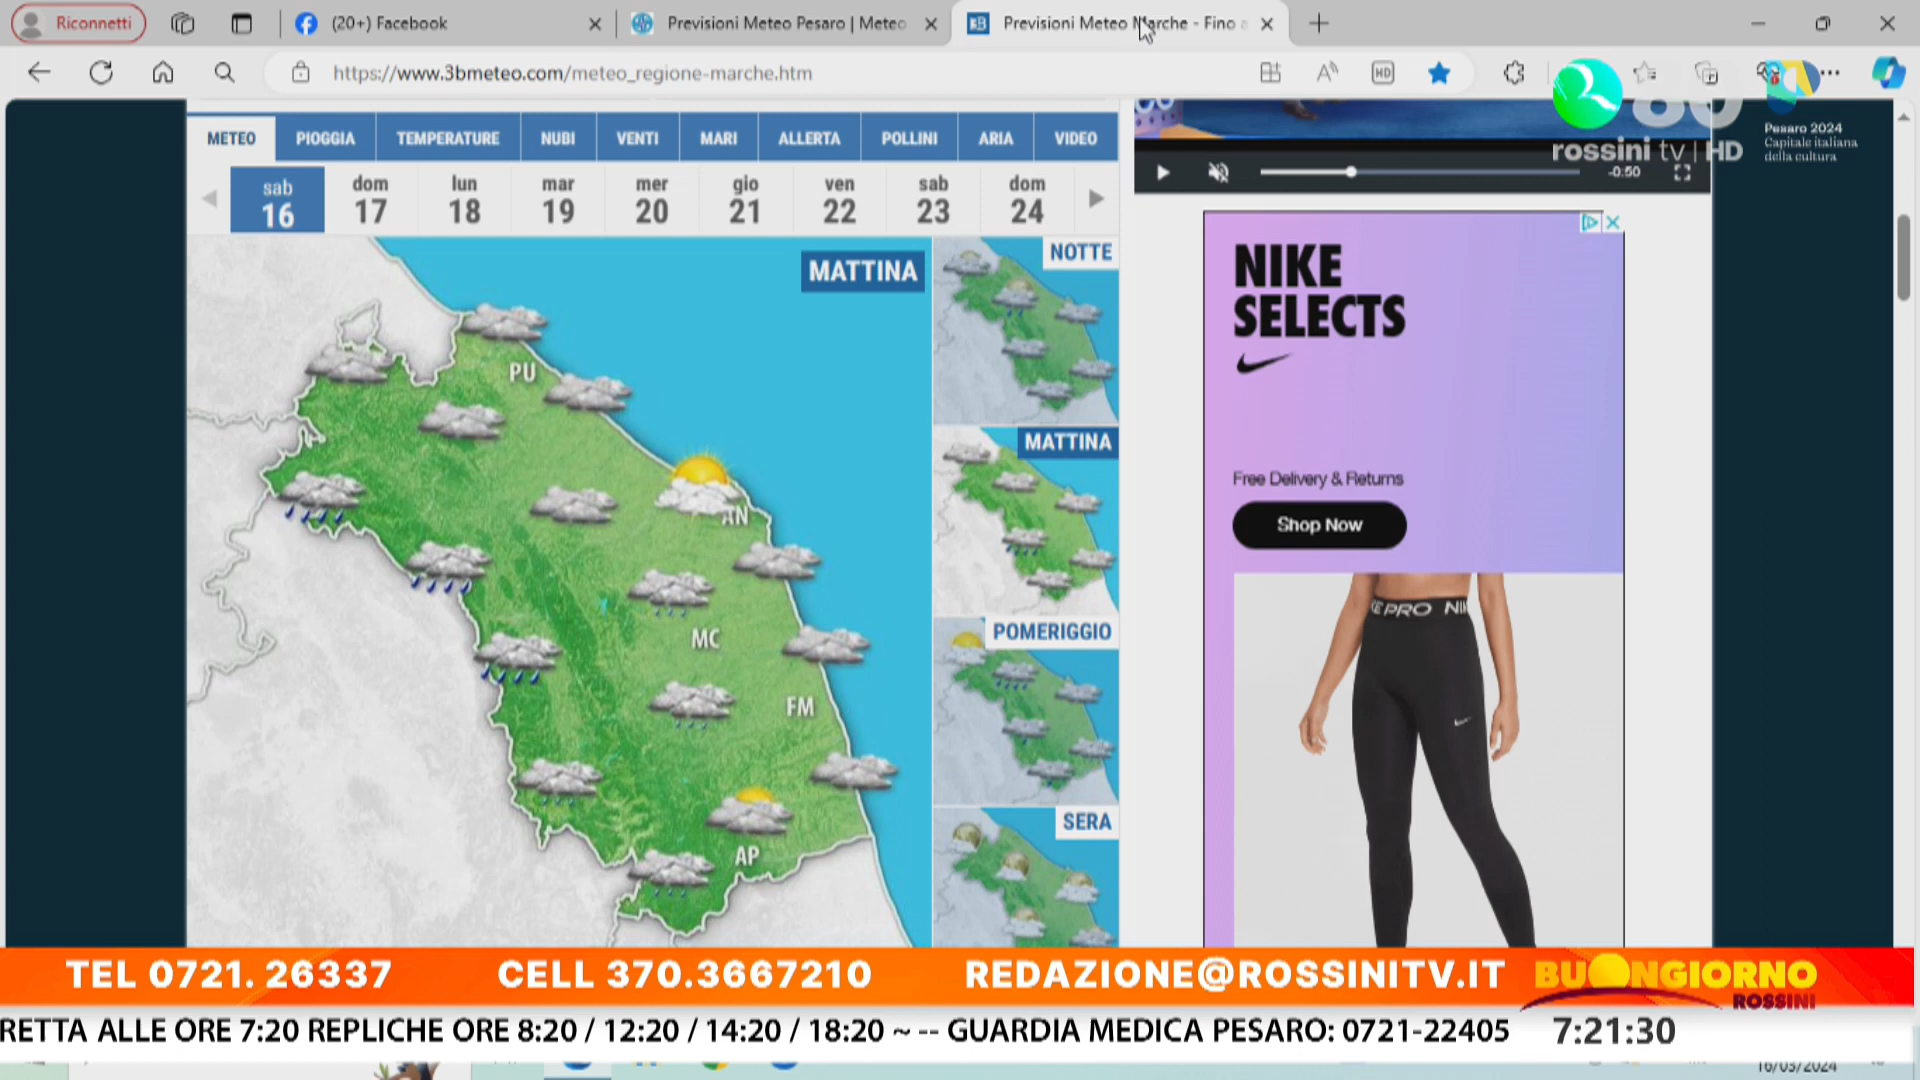 Riconnetti
(20+) Facebook
Previsioni Meteo Pesaro | Meteo
Previsioni Meteo Marche - Fino a
https://www.3bmeteo.com/meteo_regione-marche.htm
METEO PIOGGIA TEMPERATURE NUBI VENTI MARI ALLERTA POLLINI ARIA VIDEO
sab 16
dom 17
lun 18
mar 19
mer 20
gio 21
ven 22
sab 23
dom 24
MATTINA
PU
AN
MC
FM
AP
NOTTE
MATTINA
POMERIGGIO
SERA
-0:50
rossini tv | HD
80
Pesaro 2024
Capitale italiana
della cultura
NIKE
SELECTS
Free Delivery & Returns
Shop Now
TEL 0721. 26337 CELL 370.3667210 REDAZIONE@ROSSINITV.IT
BUONGIORNO
ROSSINI
RETTA ALLE ORE 7:20 REPLICHE ORE 8:20 / 12:20 / 14:20 / 18:20 ~ -- GUARDIA MEDICA PESARO: 0721-22405
7:21:30
16/03/2024